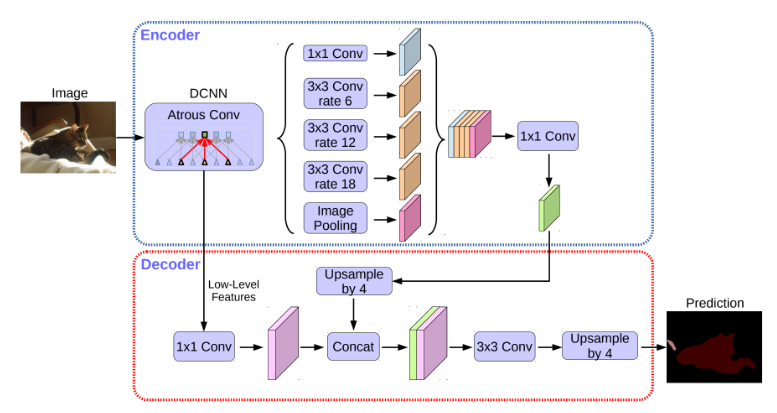 Encoder
Image
DCNN
Atrous Conv
1x1 Conv
3x3 Conv
rate 6
3x3 Conv
rate 12
3x3 Conv
rate 18
Image
Pooling
1x1 Conv
Decoder
Low-Level
Features
Upsample
by 4
1x1 Conv
Concat
3x3 Conv
Upsample
by 4
Prediction